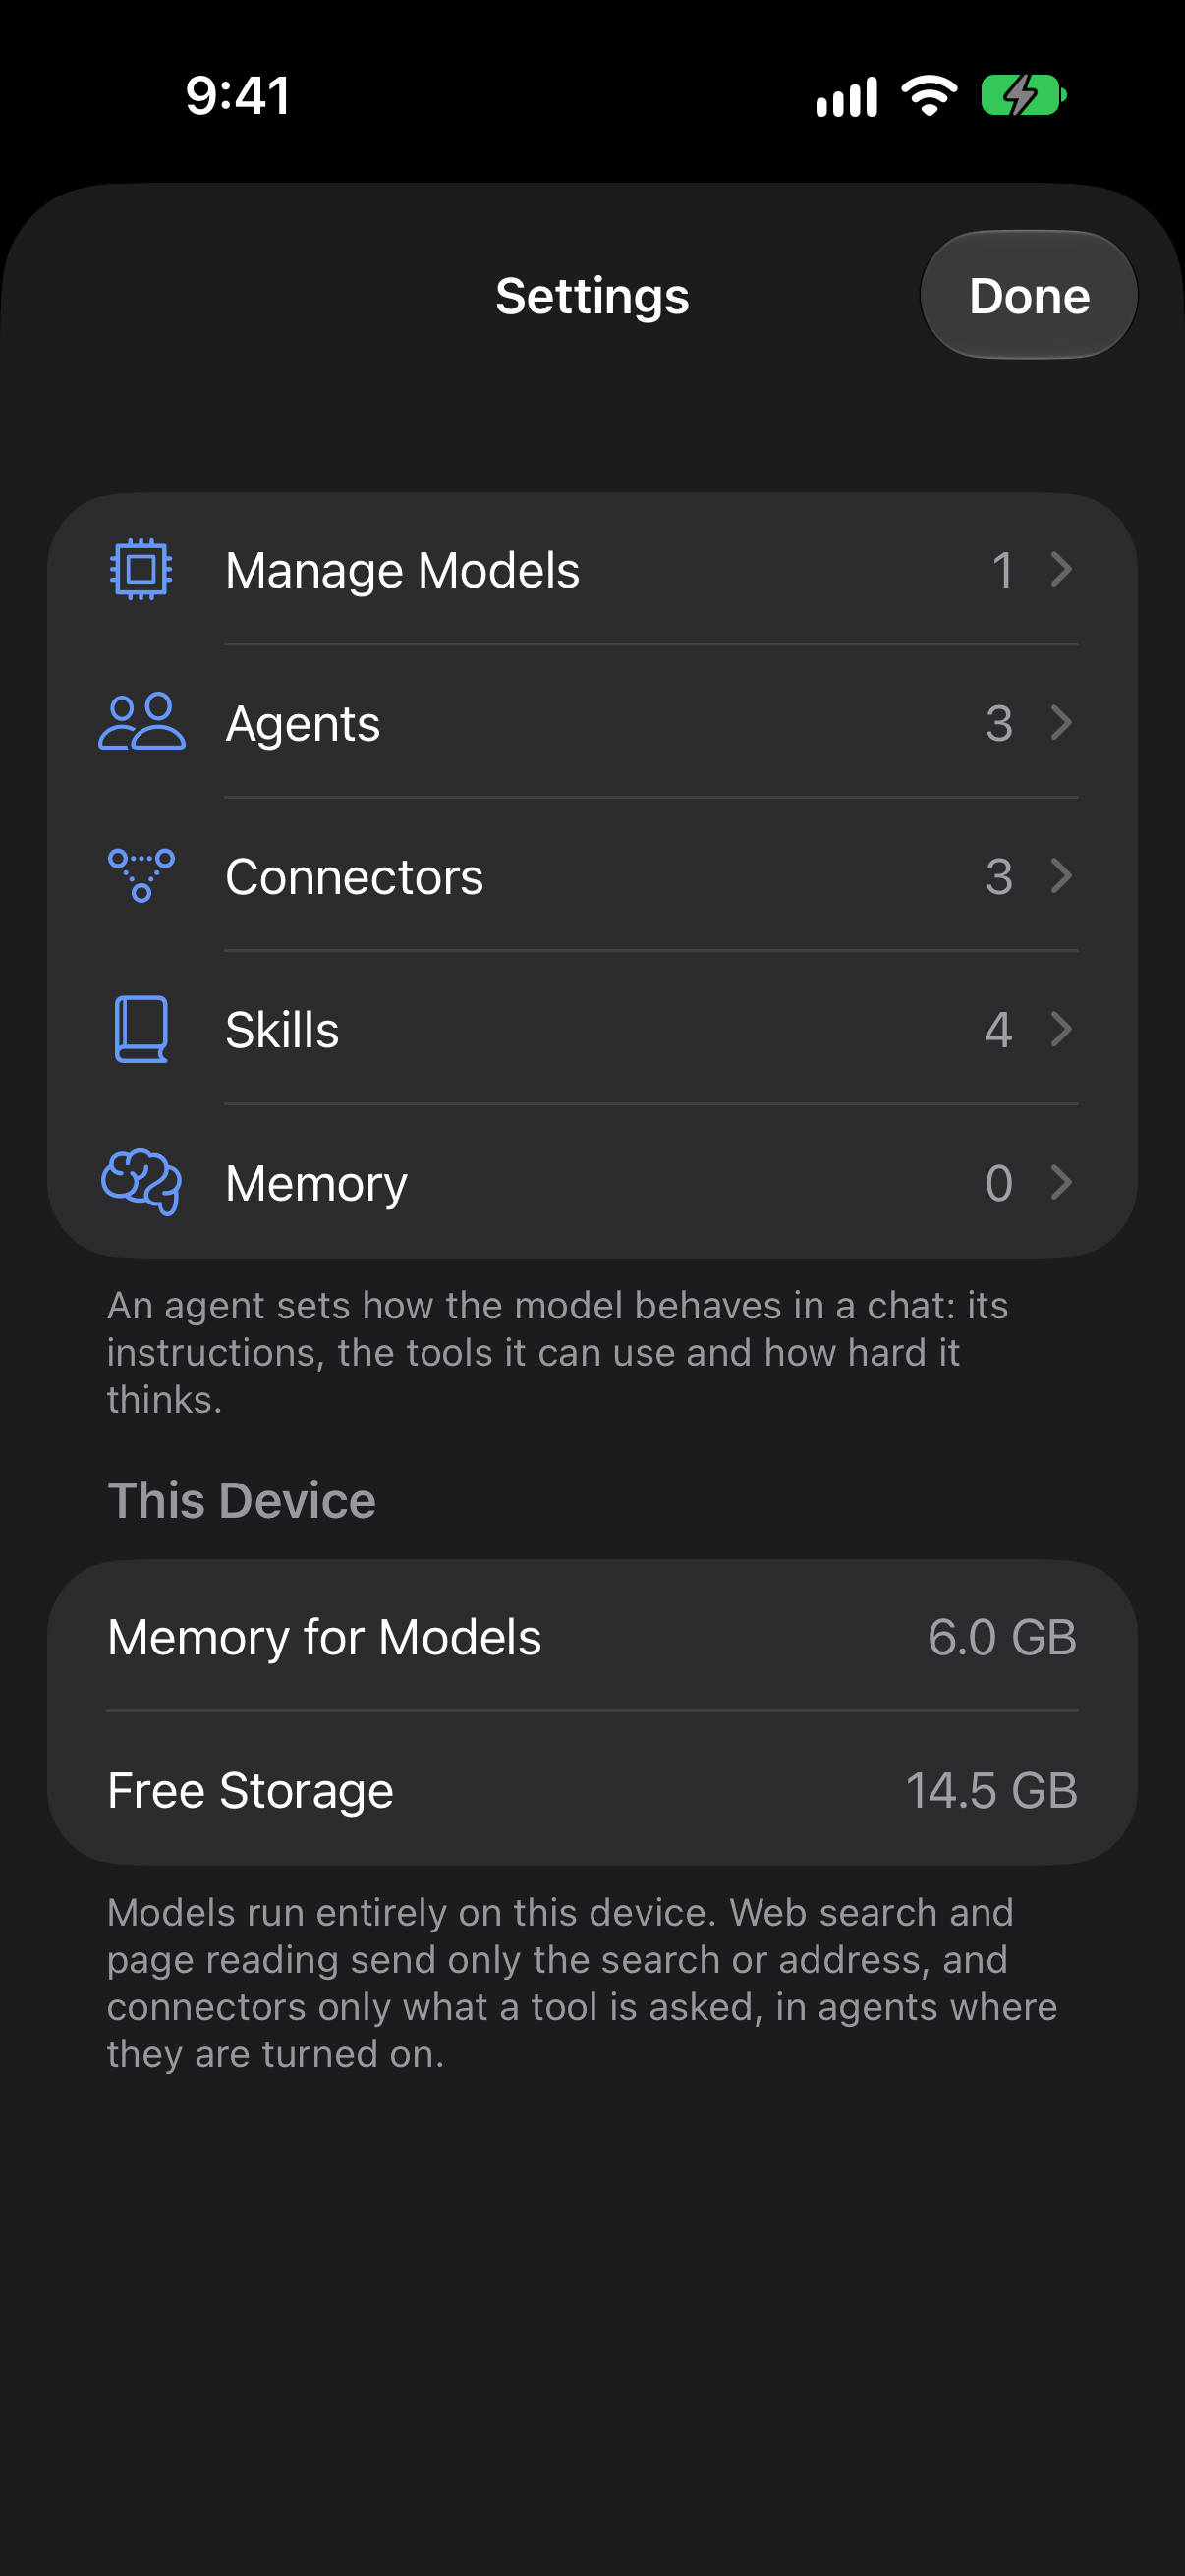 9:41
Settings
Done
Manage Models 1
Agents 3
Connectors 3
Skills 4
Memory 0
An agent sets how the model behaves in a chat: its
instructions, the tools it can use and how hard it
thinks.
This Device
Memory for Models 6.0 GB
Free Storage 14.5 GB
Models run entirely on this device. Web search and
page reading send only the search or address, and
connectors only what a tool is asked, in agents where
they are turned on.